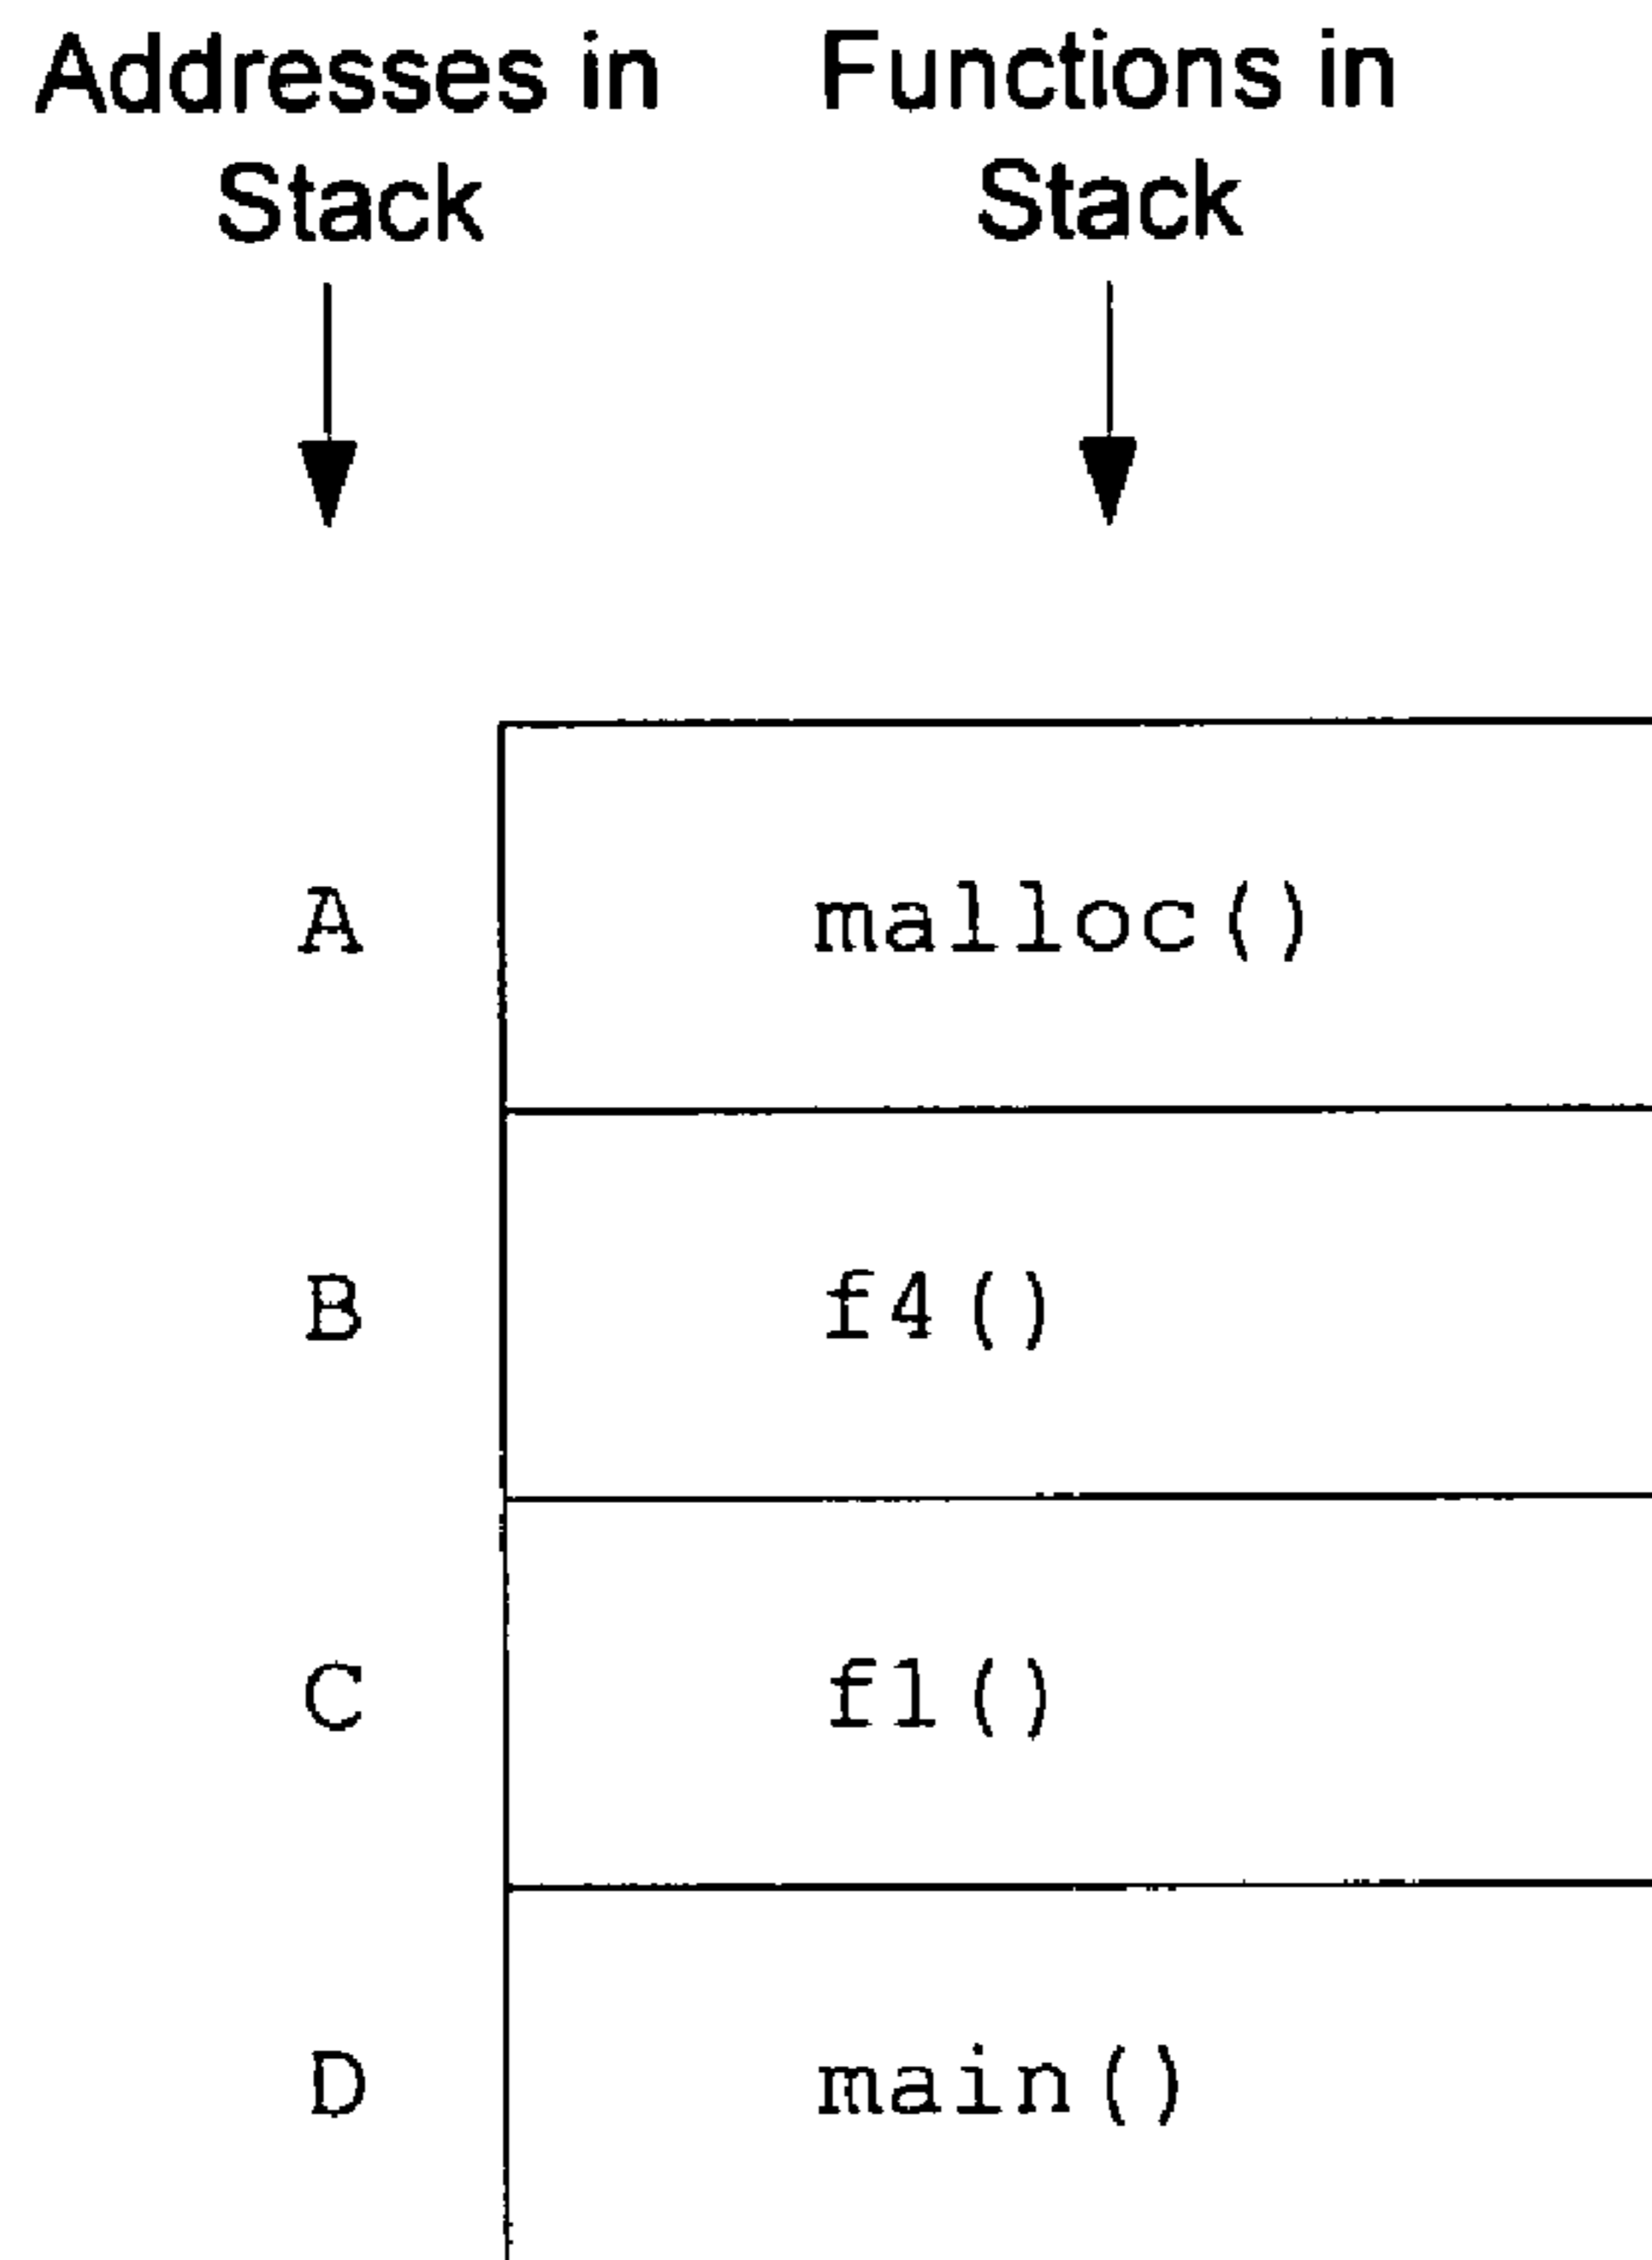 Addresses in Functions in
Stack Stack
A malloc()
B f4()
C f1()
D main()